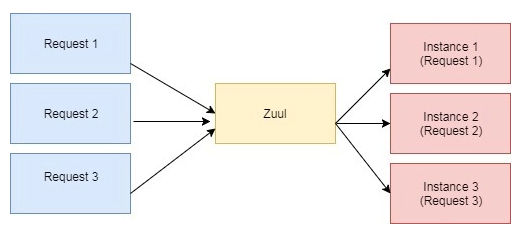 Request 1
Request 2
Request 3
Zuul
Instance 1
(Request 1)
Instance 2
(Request 2)
Instance 3
(Request 3)